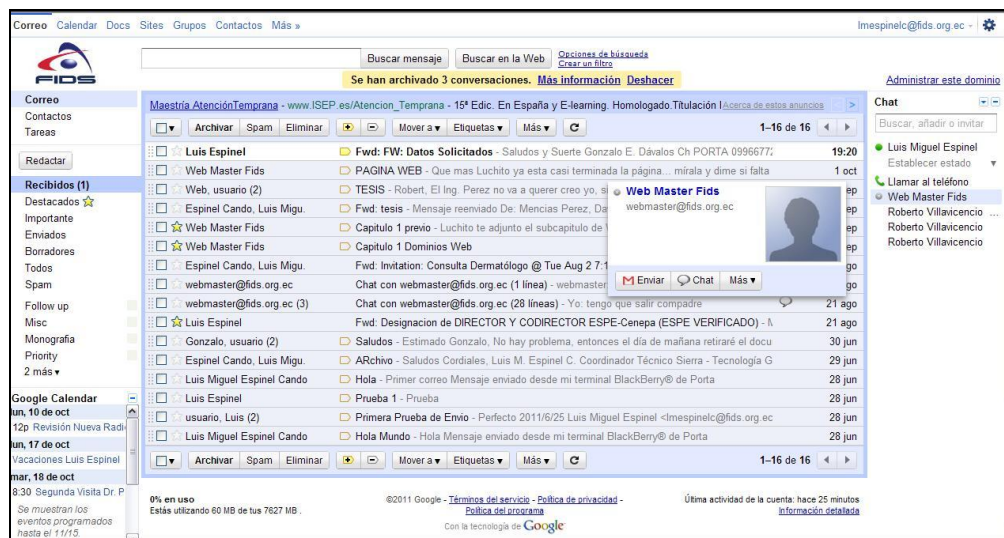 Correo Calendar Docs Sites Grupos Contactos Más »
lmespinelc@fids.org.ec
FIDS
Buscar mensaje Buscar en la Web
Opciones de búsqueda
Crear un filtro
Se han archivado 3 conversaciones. Más información Deshacer
Administrar este dominio
Correo
Contactos
Tareas
Redactar
Recibidos (1)
Destacados
Importante
Enviados
Borradores
Todos
Spam
Follow up
Misc
Monografia
Priority
2 más
Google Calendar
lun, 10 de oct
12p Revisión Nueva Radi
lun, 17 de oct
Vacaciones Luis Espinel
mar, 18 de oct
8:30 Segunda Visita Dr. P
Se muestran los
eventos programados
hasta el 11/15.
Maestría AtenciónTemprana - www.ISEP.es/Atencion_Temprana - 15ª Edic. En España y E-learning. Homologado.Titulación Acerca de estos anuncios < >
Archivar Spam Eliminar Mover a Etiquetas Más 1–16 de 16
Luis Espinel Fwd: FW: Datos Solicitados - Saludos y Suerte Gonzalo E. Dávalos Ch PORTA 0996677 19:20
Web Master Fids PAGINA WEB - Que mas Luchito ya esta casi terminada la página... mírala y dime si falta 1 oct
Web, usuario (2) TESIS - Robert, El Ing. Perez no va a querer creo yo, ep
Espinel Cando, Luis Migu. Fwd: tesis - Mensaje reenviado De: Mencias Perez, Da ep
Web Master Fids Capitulo 1 previo - Luchito te adjunto el subcapitulo de ep
Web Master Fids Capitulo 1 Dominios Web ep
Espinel Cando, Luis Migu. Fwd: Invitation: Consulta Dermatólogo @ Tue Aug 2 7:1 go
webmaster@fids.org.ec Chat con webmaster@fids.org.ec (1 línea) - webmaster go
webmaster@fids.org.ec (3) Chat con webmaster@fids.org.ec (28 líneas) - Yo: tengo que salir compadre 21 ago
Luis Espinel Fwd: Designacion de DIRECTOR Y CODIRECTOR ESPE-Cenepa (ESPE VERIFICADO) - 21 ago
Gonzalo, usuario (2) Saludos - Estimado Gonzalo, No hay problema, entonces el día de mañana retiraré el docu 30 jun
Espinel Cando, Luis Migu. ARchivo - Saludos Cordiales, Luis M. Espinel C. Coordinador Técnico Sierra - Tecnología G 29 jun
Luis Miguel Espinel Cando Hola - Primer correo Mensaje enviado desde mi terminal BlackBerry® de Porta 28 jun
Luis Espinel Prueba 1 - Prueba 28 jun
usuario, Luis (2) Primera Prueba de Envio - Perfecto 2011/6/25 Luis Miguel Espinel <lmespinelc@fids.org.ec 28 jun
Luis Miguel Espinel Cando Hola Mundo - Hola Mensaje enviado desde mi terminal BlackBerry® de Porta 28 jun
Archivar Spam Eliminar Mover a Etiquetas Más 1–16 de 16
Web Master Fids
webmaster@fids.org.ec
Enviar Chat Más
Chat
Buscar, añadir o invitar
Luis Miguel Espinel
Establecer estado
Llamar al teléfono
Web Master Fids
Roberto Villavicencio ...
Roberto Villavicencio
Roberto Villavicencio
0% en uso
Estás utilizando 60 MB de tus 7627 MB .
©2011 Google - Términos del servicio - Política de privacidad -
Política del programa
Con la tecnología de Google
Última actividad de la cuenta: hace 25 minutos
Información detallada